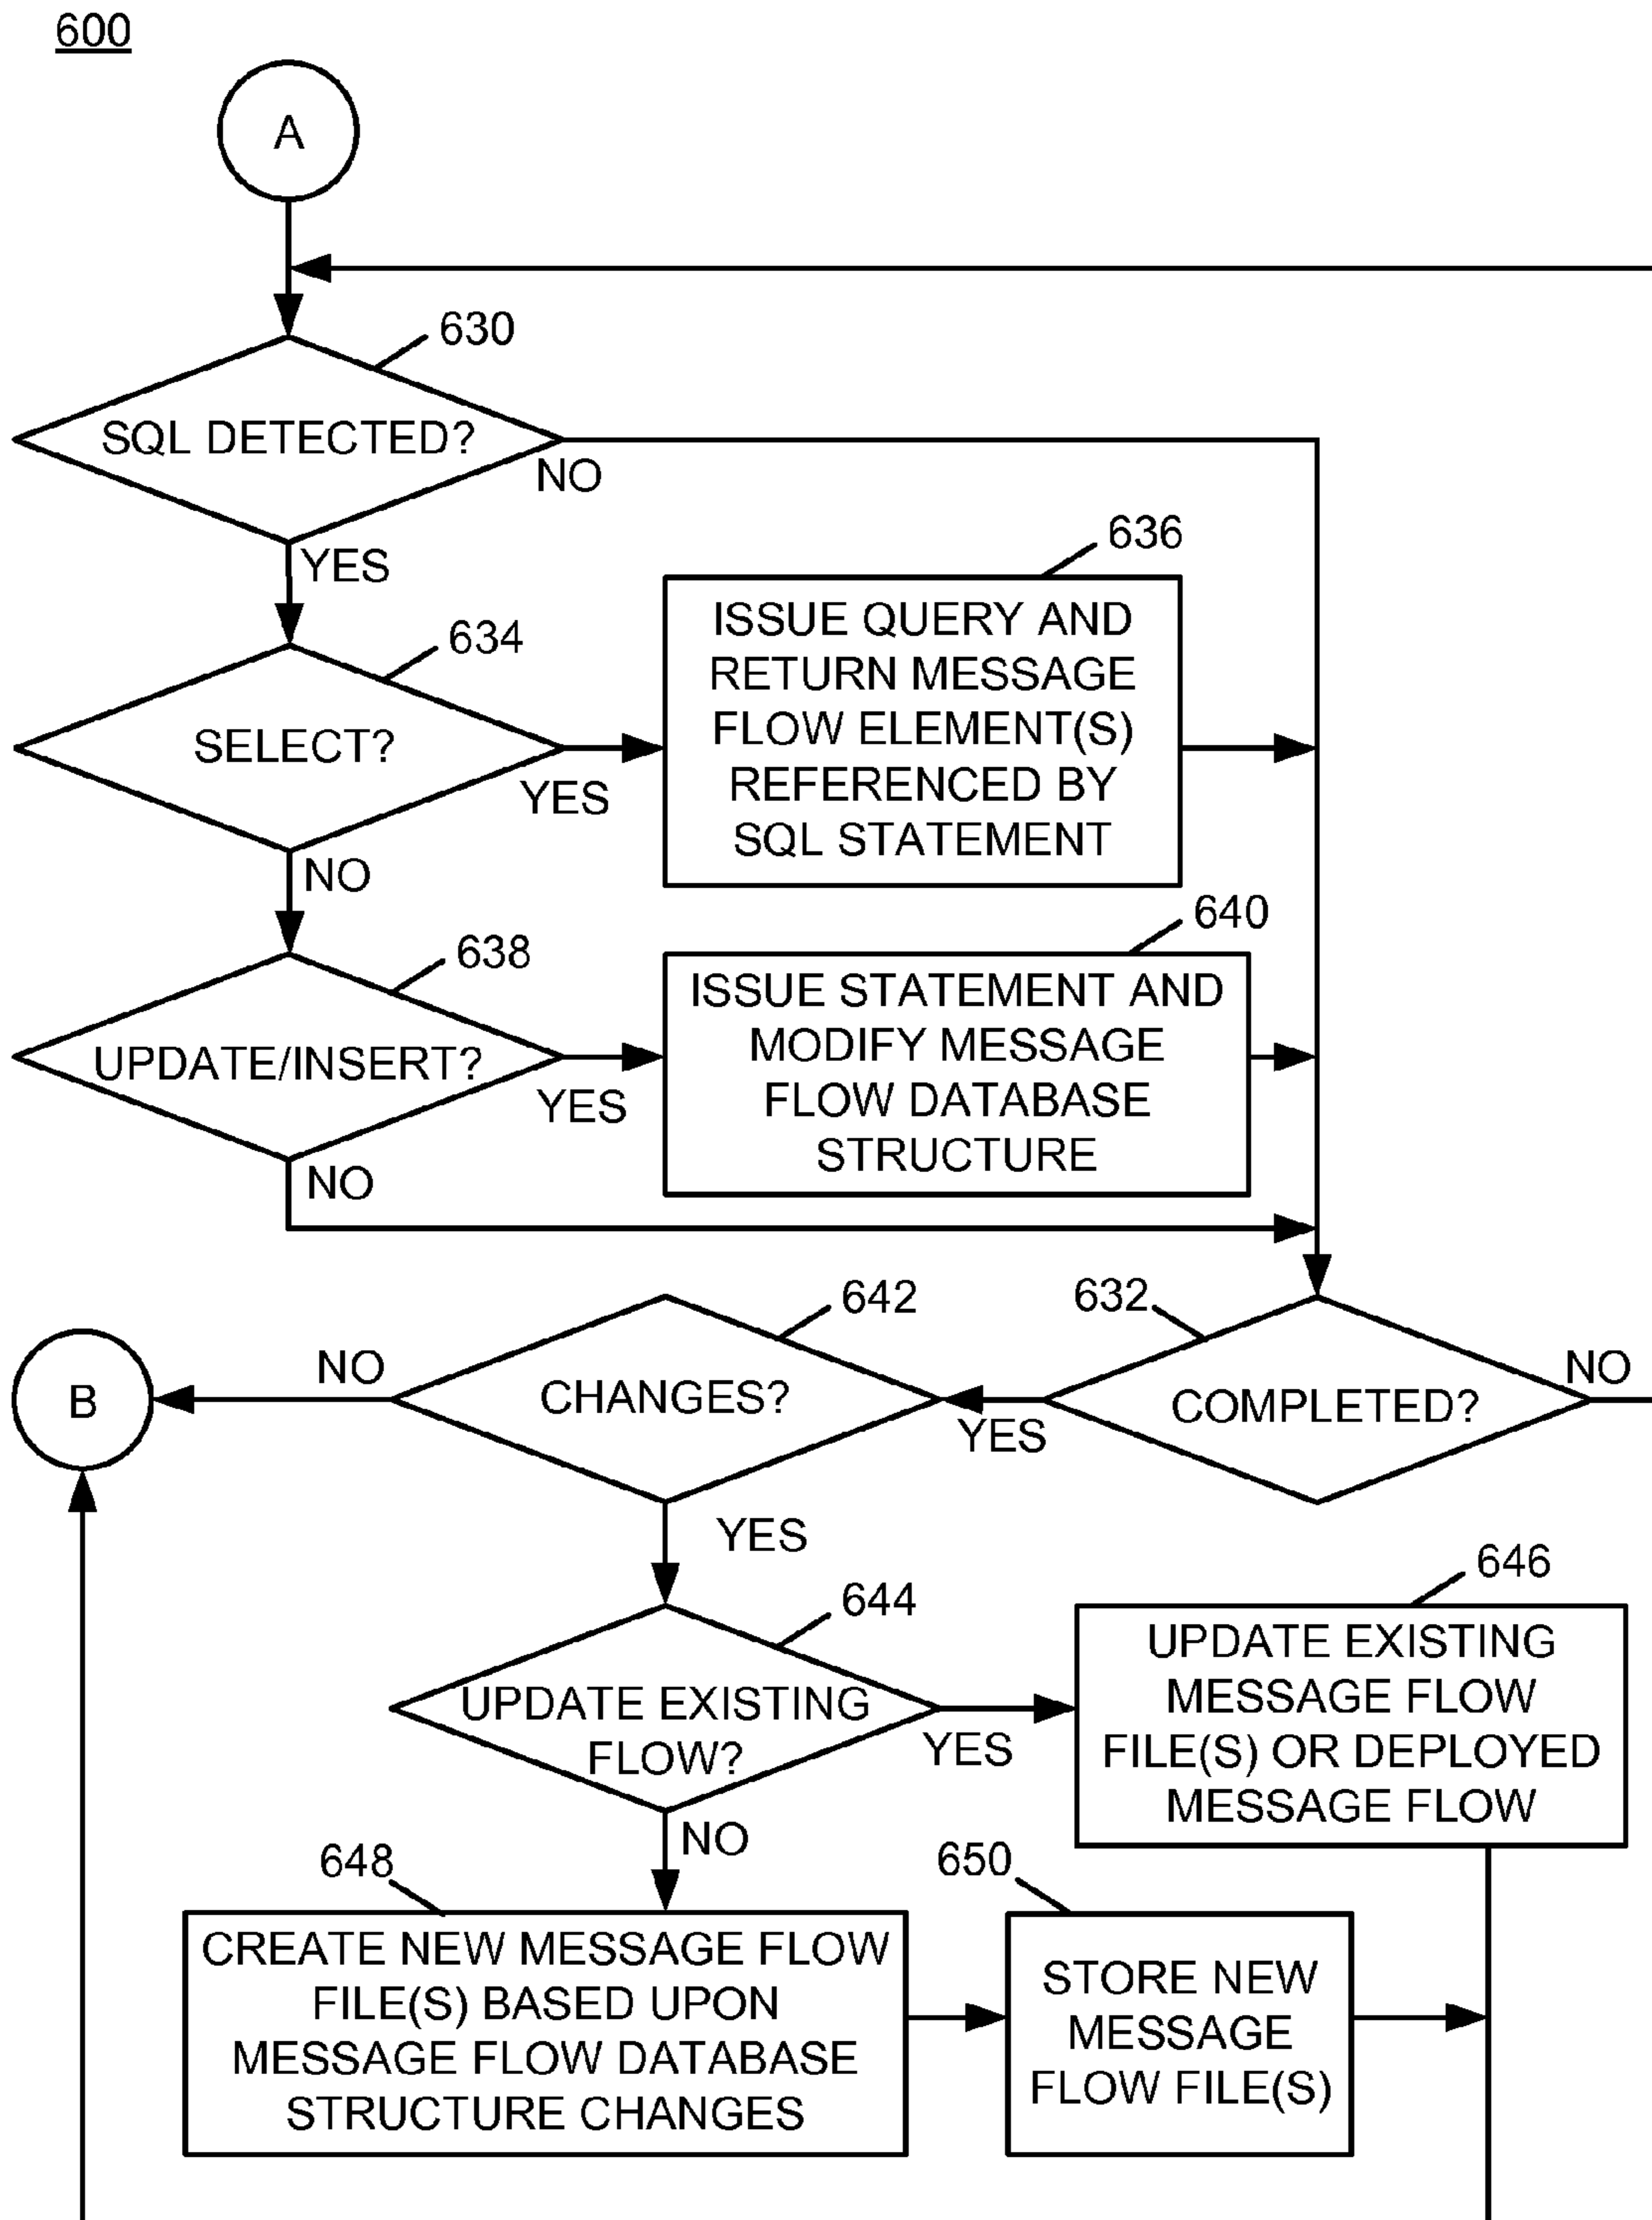 600
A
630
SQL DETECTED?
NO
YES
636
ISSUE QUERY AND
RETURN MESSAGE
FLOW ELEMENT(S)
REFERENCED BY
SQL STATEMENT
634
SELECT?
YES
NO
640
638
ISSUE STATEMENT AND
MODIFY MESSAGE
FLOW DATABASE
STRUCTURE
UPDATE/INSERT?
YES
NO
642
632
NO
NO
B
CHANGES?
COMPLETED?
YES
YES
646
644
UPDATE EXISTING
MESSAGE FLOW
FILE(S) OR DEPLOYED
MESSAGE FLOW
UPDATE EXISTING
FLOW?
YES
NO
648
650
CREATE NEW MESSAGE FLOW
FILE(S) BASED UPON
MESSAGE FLOW DATABASE
STRUCTURE CHANGES
STORE NEW
MESSAGE
FLOW FILE(S)